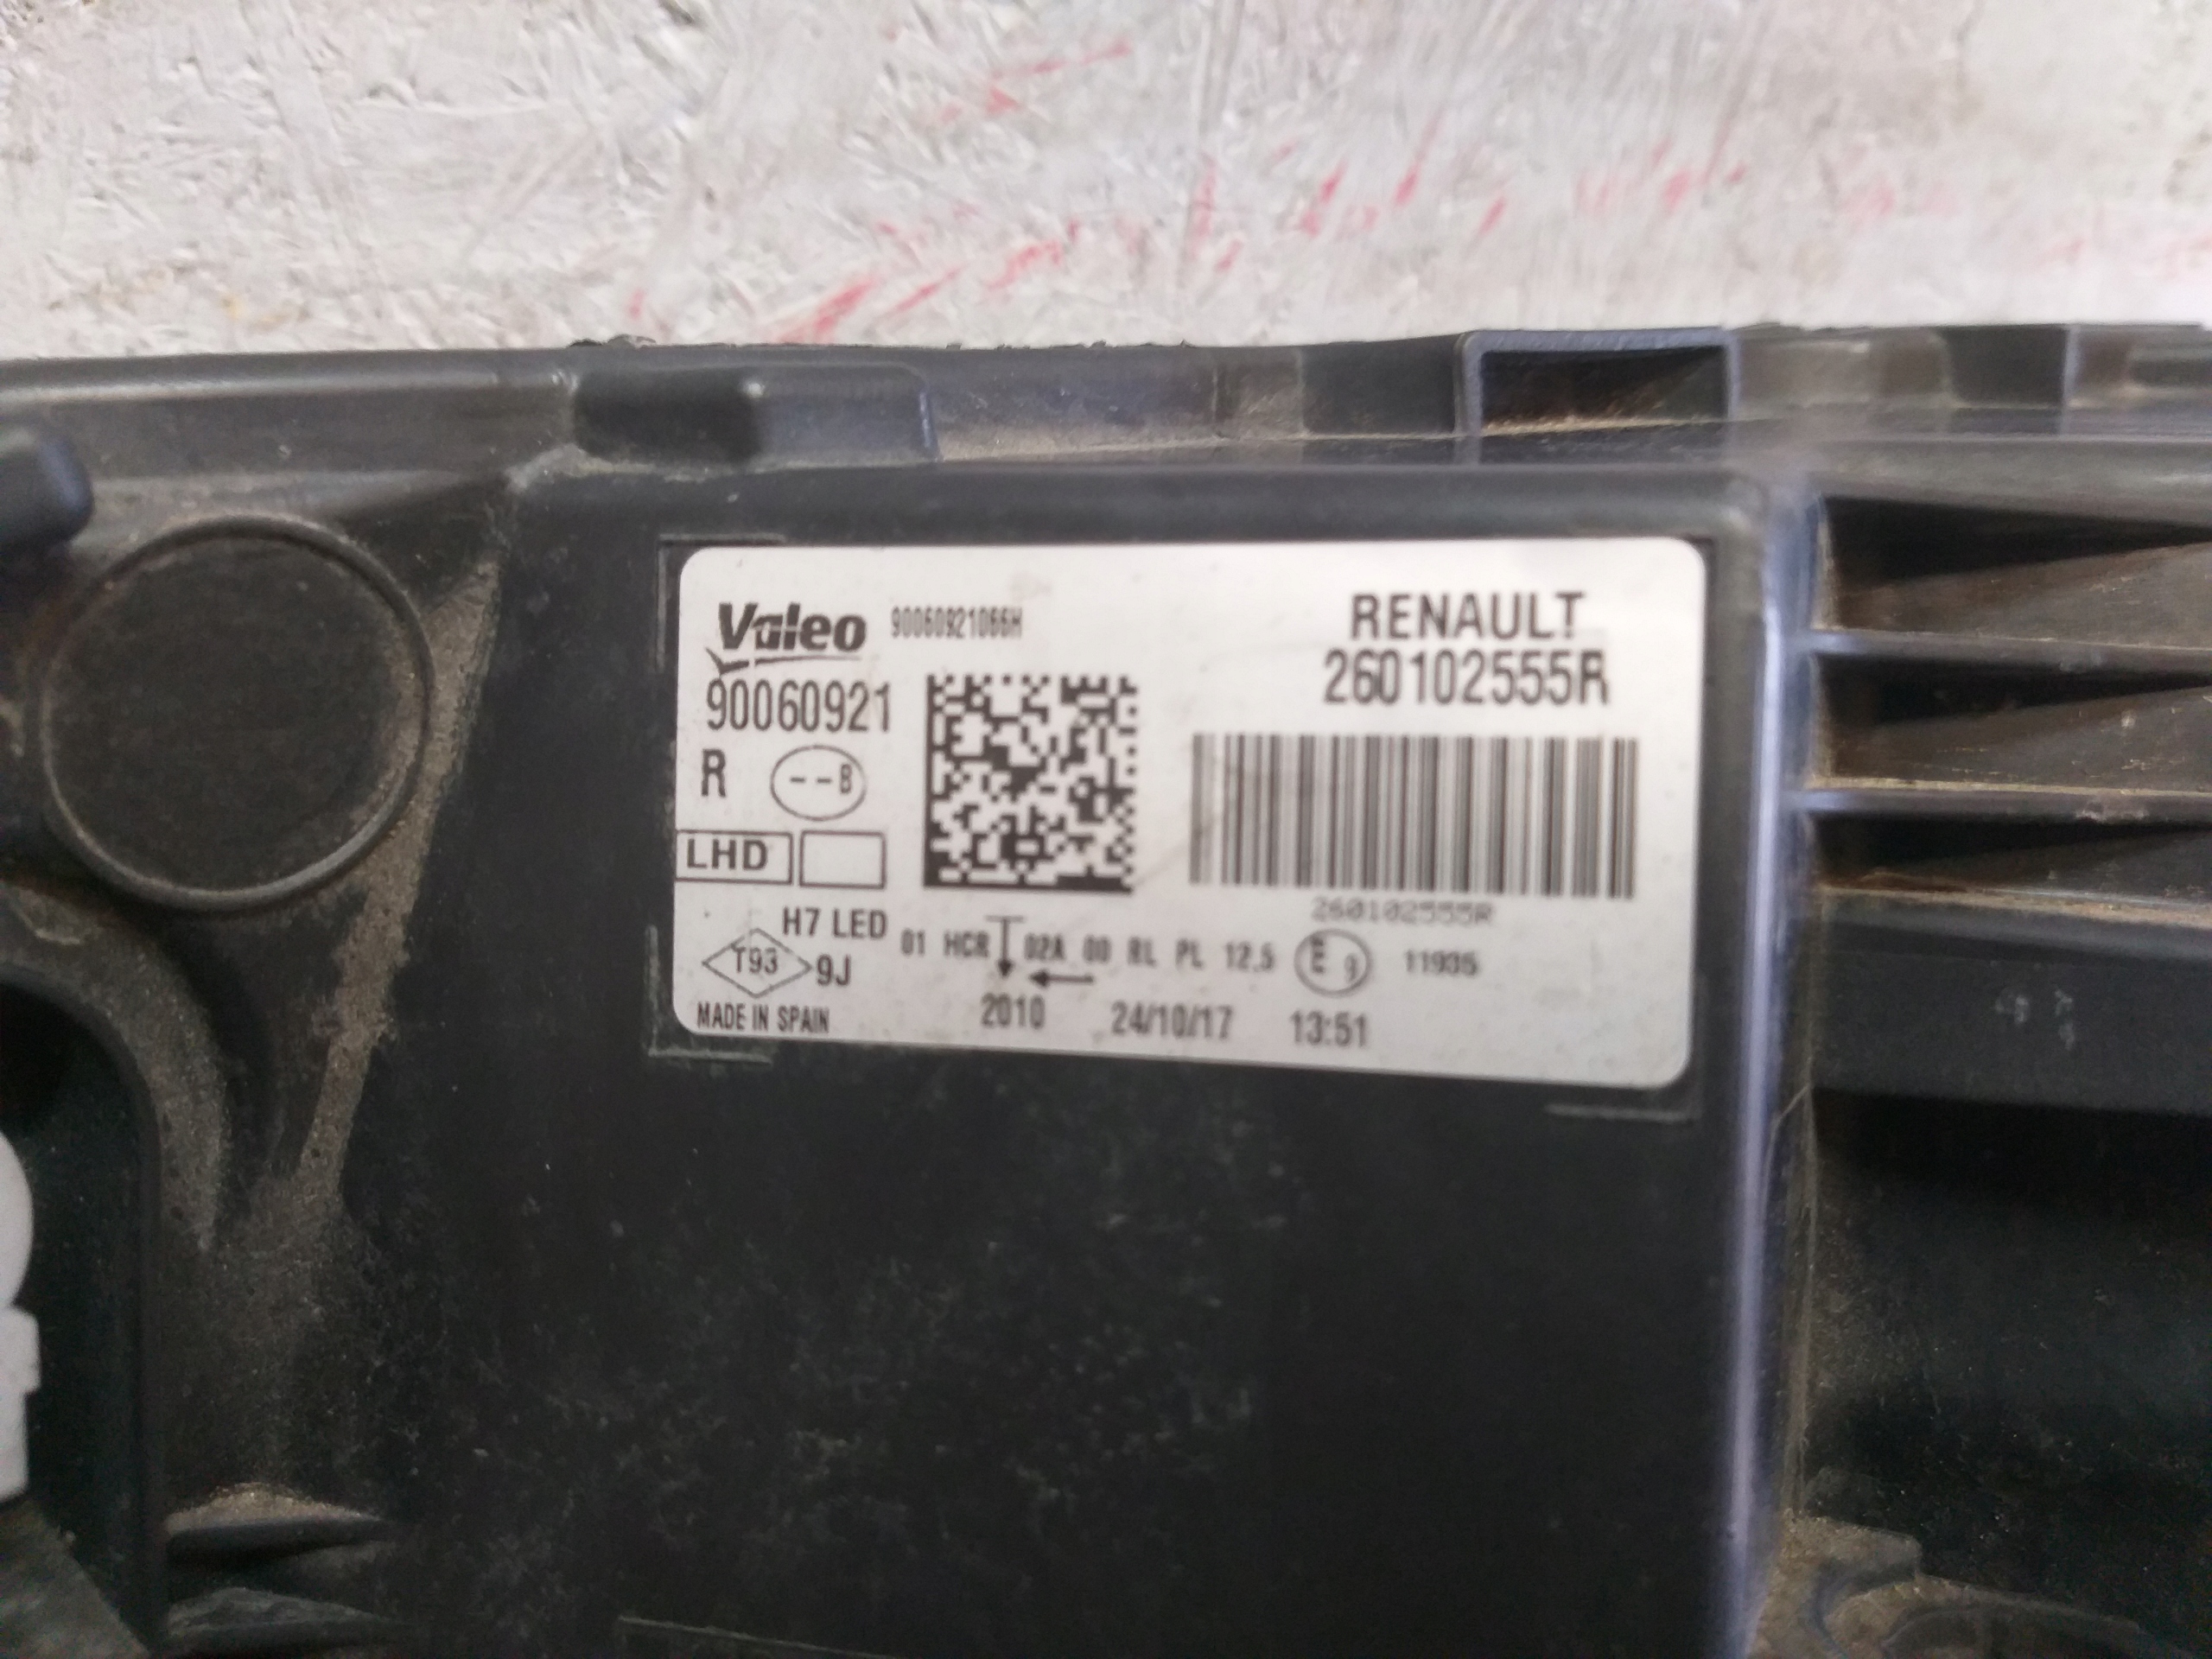 Valeo 90060921066H
90060921
R --B
LHD
H7 LED
T93 9J
MADE IN SPAIN
RENAULT
260102555R
260102555R
01 HCR 02A 00 RL PL 12,5 E 9 11935
2010 24/10/17 13:51